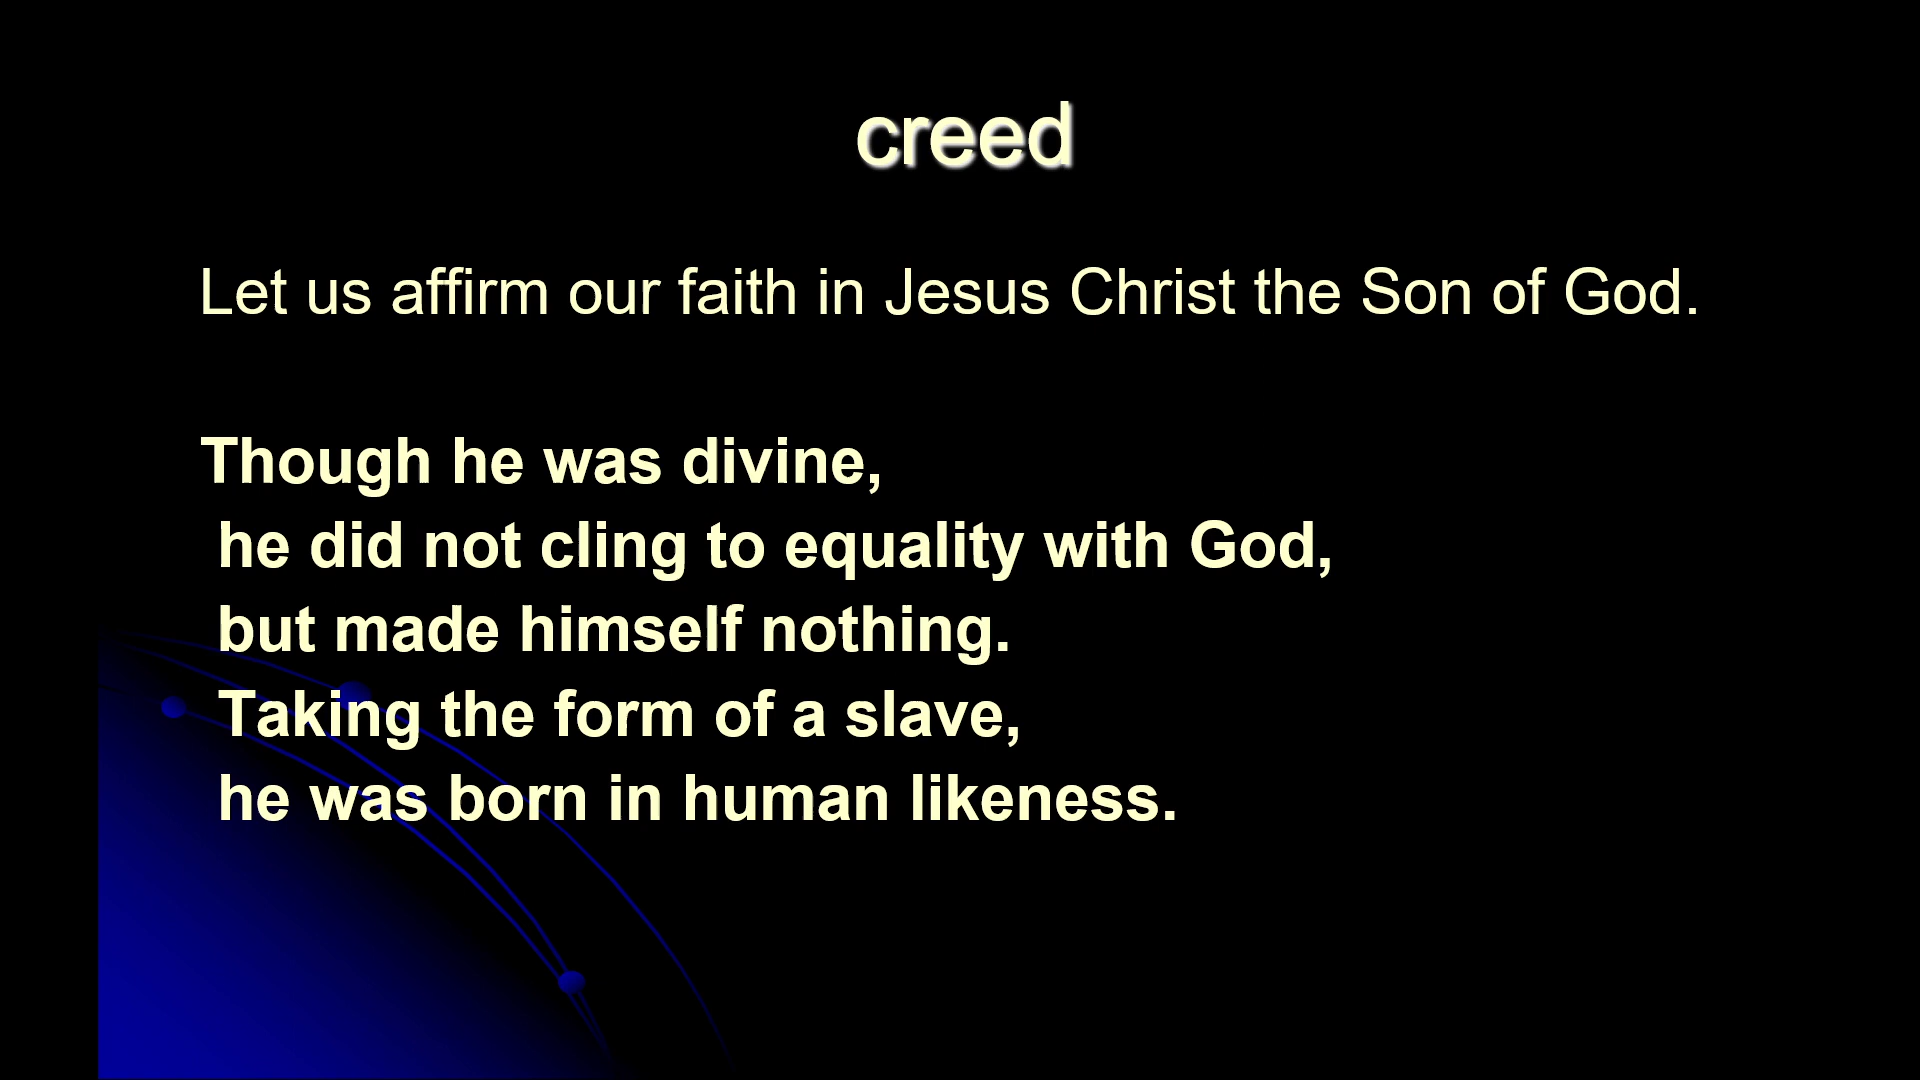 creed
Let us affirm our faith in Jesus Christ the Son of God.
Though he was divine,
he did not cling to equality with God,
but made himself nothing.
Taking the form of a slave,
he was born in human likeness.